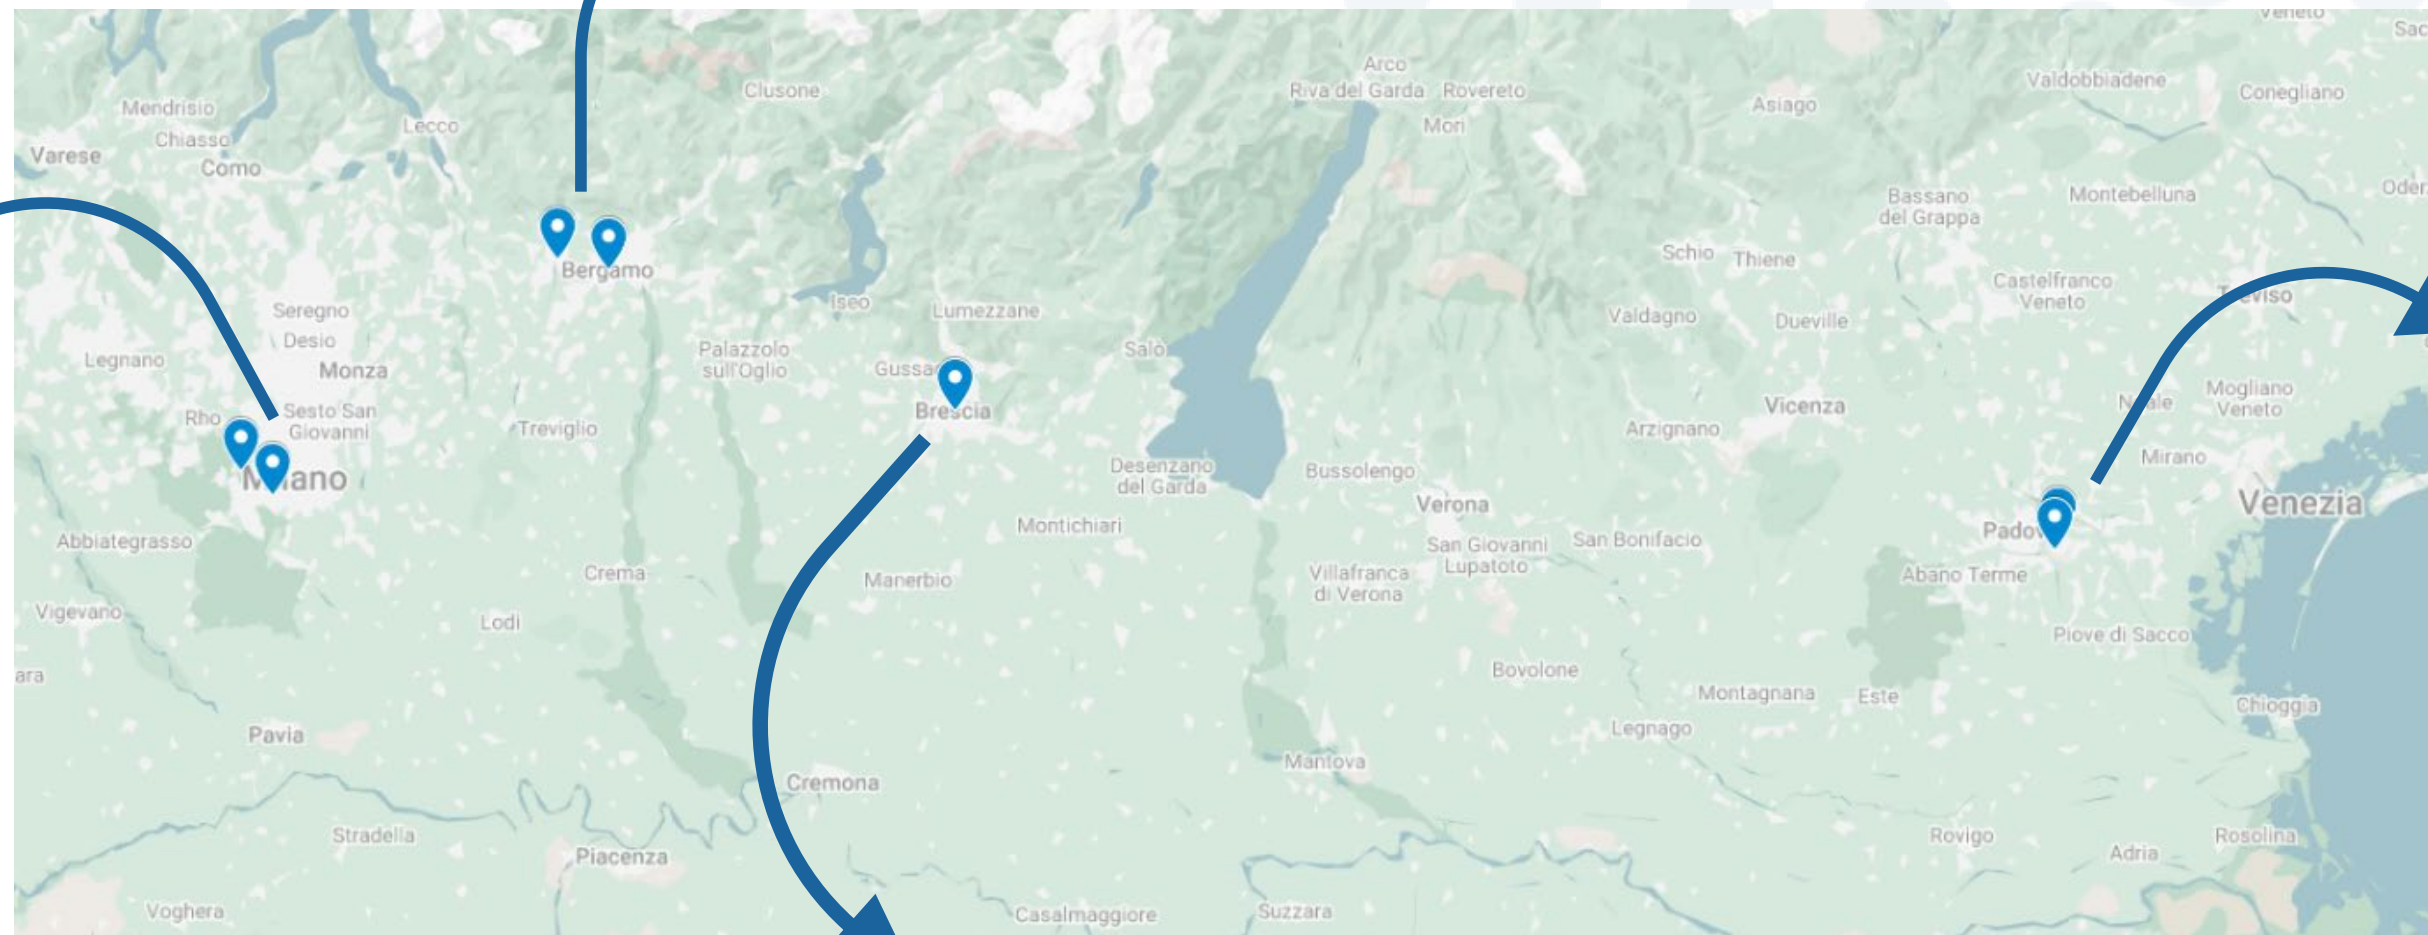 Veneto
Arco
Clusone
Riva del Garda
Rovereto
Valdobbiadene
Conegliano
Mendrisio
Asiago
Lecco
Mori
Chiasso
Varese
Como
Bassano
del Grappa
Montebelluna
Schio
Thiene
Bergamo
Castelfranco
Veneto
Iseo
Seregno
Lumezzane
Valdagno
Dueville
Desio
Salò
Palazzolo
sull'Oglio
Legnano
Monza
Mogliano
Veneto
Vicenza
Brescia
Rho
Sesto San
Giovanni
Treviglio
Arzignano
Mirano
Desenzano
del Garda
Bussolengo
Milano
Verona
Venezia
Montichiari
Padov
Abbiategrasso
San Giovanni
Lupatoto
San Bonifacio
Crema
Manerbio
Villafranca
di Verona
Abano Terme
Vigevano
Lodi
Piove di Sacco
ara
Bovolone
Montagnana
Este
Chioggia
Legnago
Pavia
Mantova
Cremona
Stradella
Rovigo
Rosolina
Piacenza
Adria
Voghera
Casalmaggiore
Suzzara